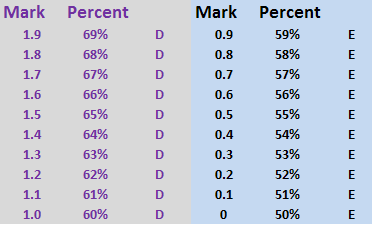 Mark Percent Mark Percent
1.9 69% D 0.9 59% E
1.8 68% D 0.8 58% E
1.7 67% D 0.7 57% E
1.6 66% D 0.6 56% E
1.5 65% D 0.5 55% E
1.4 64% D 0.4 54% E
1.3 63% D 0.3 53% E
1.2 62% D 0.2 52% E
1.1 61% D 0.1 51% E
1.0 60% D 0 50% E